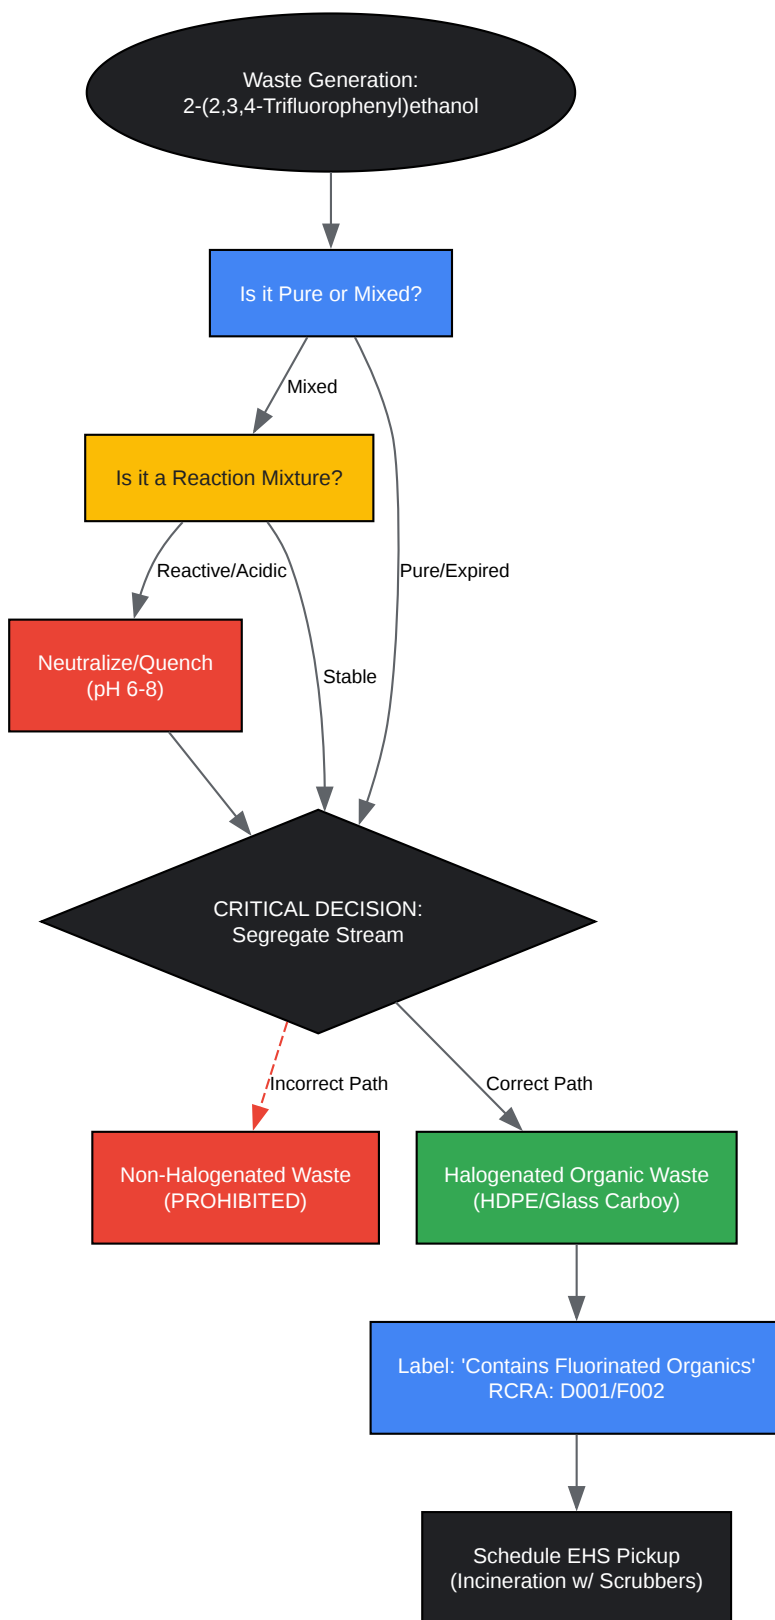 Waste Generation:
2-(2,3,4-Trifluorophenyl)ethanol
Is it Pure or Mixed?
Mixed
Is it a Reaction Mixture?
Reactive/Acidic
Pure/Expired
Neutralize/Quench
(pH 6-8)
Stable
CRITICAL DECISION:
Segregate Stream
Incorrect Path
Correct Path
Non-Halogenated Waste
(PROHIBITED)
Halogenated Organic Waste
(HDPE/Glass Carboy)
Label: 'Contains Fluorinated Organics'
RCRA: D001/F002
Schedule EHS Pickup
(Incineration w/ Scrubbers)